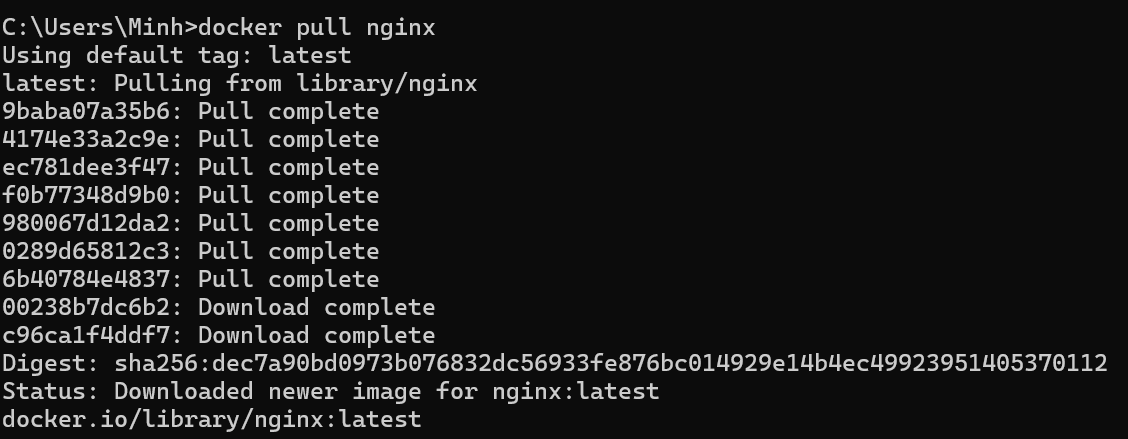 C:\Users\Minh>docker pull nginx
Using default tag: latest
latest: Pulling from library/nginx
9baba07a35b6: Pull complete
4174e33a2c9e: Pull complete
ec781dee3f47: Pull complete
f0b77348d9b0: Pull complete
980067d12da2: Pull complete
0289d65812c3: Pull complete
6b40784e4837: Pull complete
00238b7dc6b2: Download complete
c96ca1f4ddf7: Download complete
Digest: sha256:dec7a90bd0973b076832dc56933fe876bc014929e14b4ec49923951405370112
Status: Downloaded newer image for nginx:latest
docker.io/library/nginx:latest